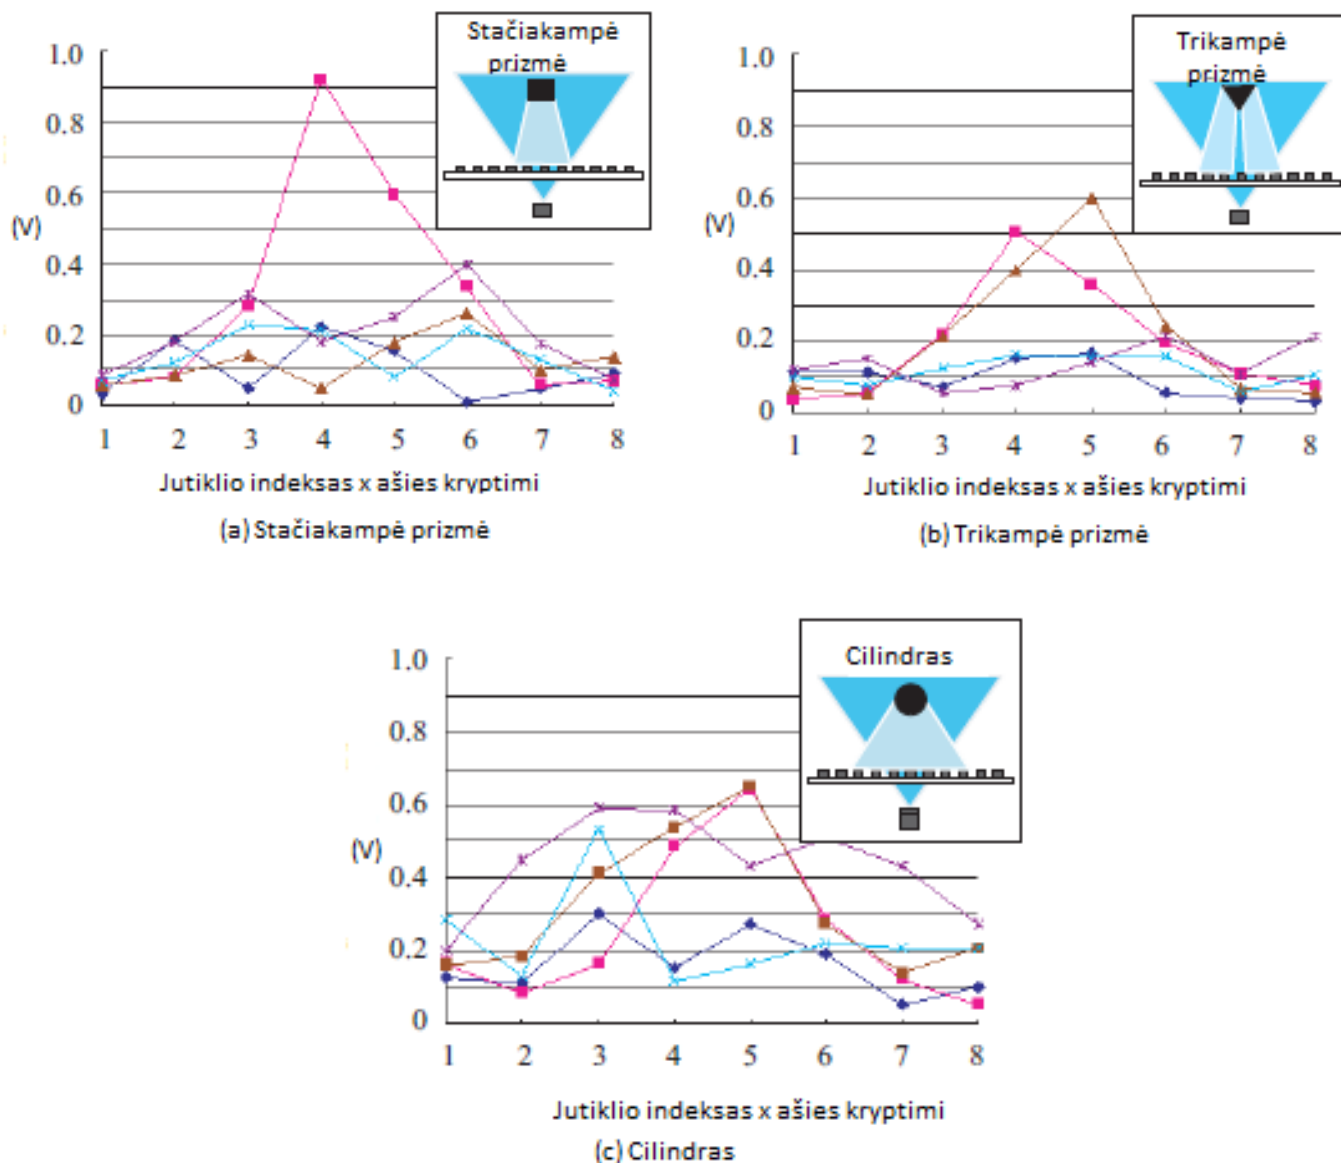 Stačiakampė
prizmė
1.0
0.8
0.6
(V)
0.4
0.2
0
1 2 3 4 5 6 7 8
Jutiklio indeksas x ašies kryptimi
(a) Stačiakampė prizmė
Trikampė
prizmė
1.0
0.8
0.6
(V)
0.4
0.2
0
1 2 3 4 5 6 7 8
Jutiklio indeksas x ašies kryptimi
(b) Trikampė prizmė
Cilindras
1.0
0.8
0.6
(V)
0.4
0.2
0
1 2 3 4 5 6 7 8
Jutiklio indeksas x ašies kryptimi
(c) Cilindras